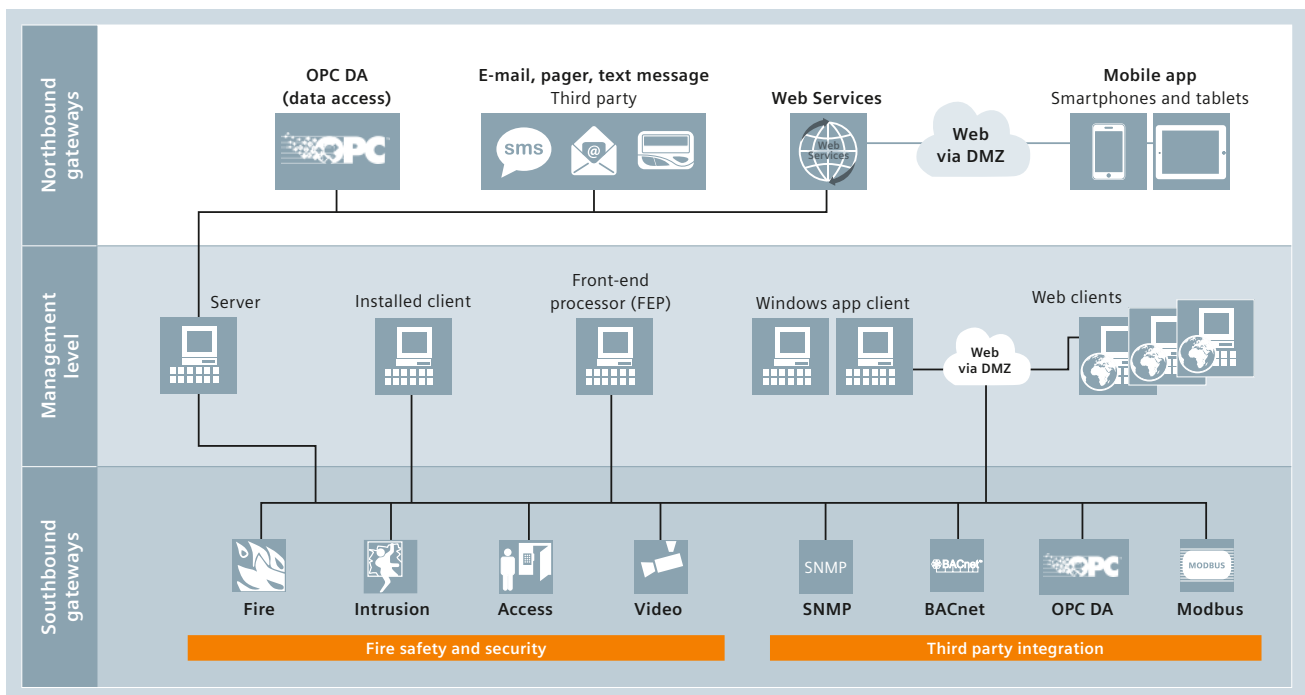 Northbound
gateways
OPC DA
(data access)
OPC
E-mail, pager, text message
Third party
sms
@
Web Services
Web
Services
Web
via DMZ
Mobile app
Smartphones and tablets
Management
level
Server
Installed client
Front-end
processor (FEP)
Windows app client
Web
via DMZ
Web clients
Southbound
gateways
Fire
Intrusion
Access
Video
SNMP
SNMP
BACnet™
BACnet
OPC
OPC DA
MODBUS
Modbus
Fire safety and security
Third party integration